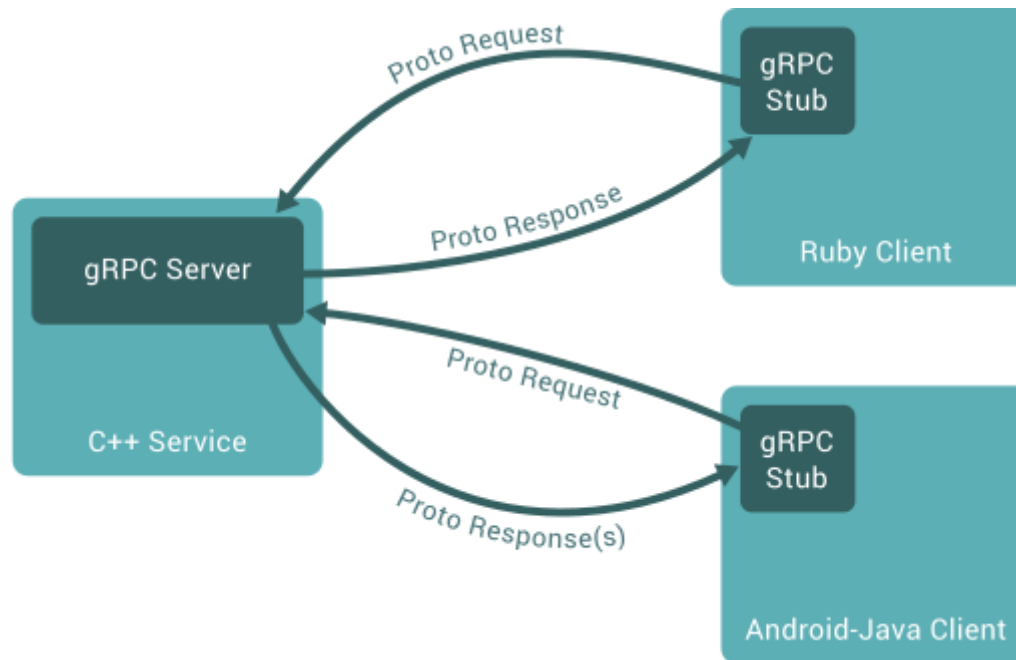 Proto Request
gRPC
Stub
Proto Response
Ruby Client
gRPC Server
C++ Service
Proto Request
gRPC
Stub
Proto Response(s)
Android-Java Client